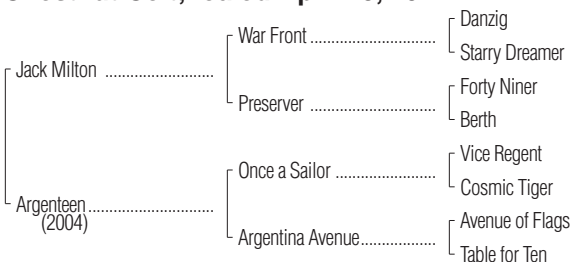 Danzig
War Front
Starry Dreamer
Jack Milton
Forty Niner
Preserver
Berth
Vice Regent
Once a Sailor
Cosmic Tiger
Argenteen
(2004)
Avenue of Flags
Argentina Avenue
Table for Ten